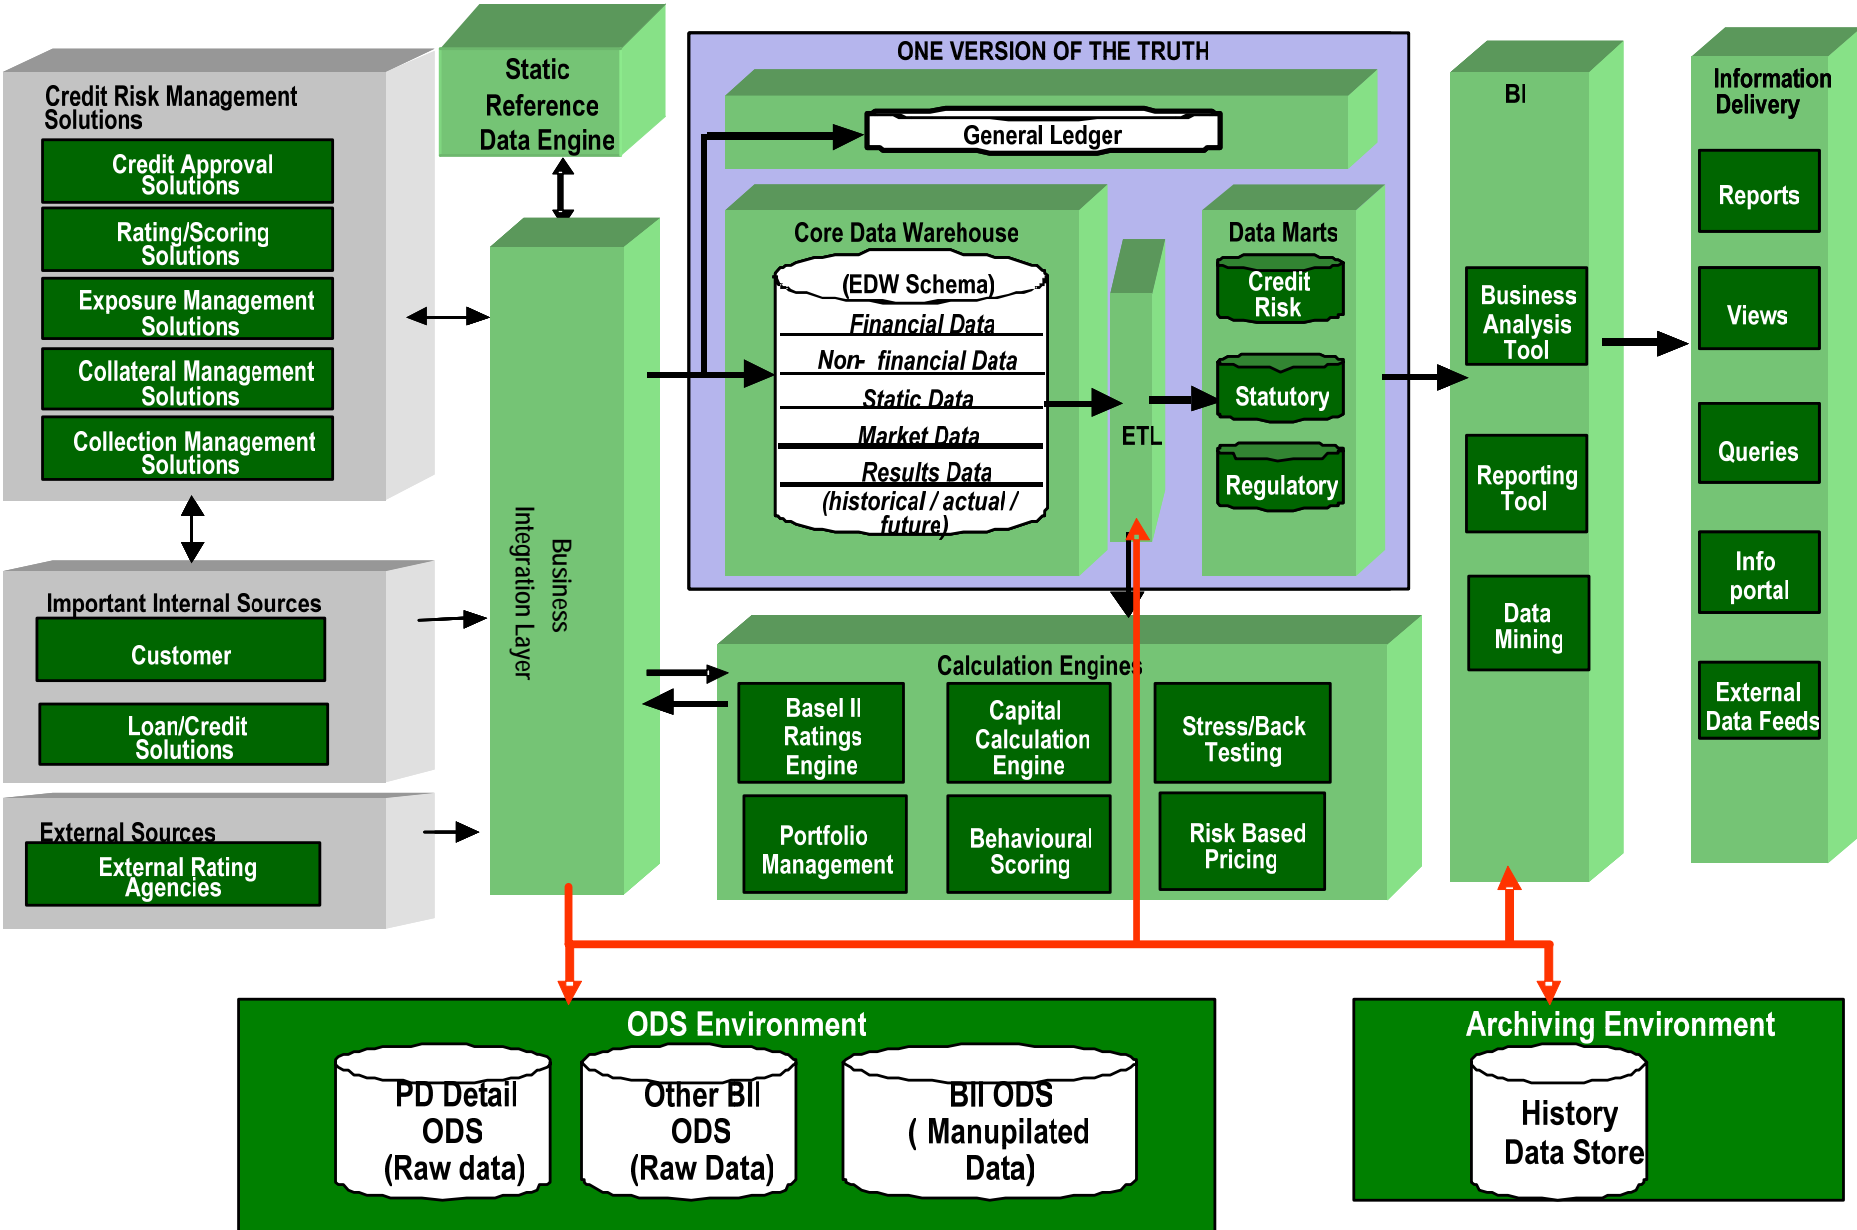 Credit Risk Management
Solutions
Credit Approval
Solutions
Rating/Scoring
Solutions
Exposure Management
Solutions
Collateral Management
Solutions
Collection Management
Solutions
Important Internal Sources
Customer
Loan/Credit
Solutions
External Sources
External Rating
Agencies
Static
Reference
Data Engine
Business
Integration Layer
ONE VERSION OF THE TRUTH
General Ledger
Core Data Warehouse
(EDW Schema)
Financial Data
Non- financial Data
Static Data
Market Data
Results Data
(historical / actual /
future)
ETL
Data Marts
Credit
Risk
Statutory
Regulatory
Calculation Engines
Basel II
Ratings
Engine
Capital
Calculation
Engine
Stress/Back
Testing
Portfolio
Management
Behavioural
Scoring
Risk Based
Pricing
BI
Business
Analysis
Tool
Reporting
Tool
Data
Mining
Information
Delivery
Reports
Views
Queries
Info
portal
External
Data Feeds
ODS Environment
PD Detail
ODS
(Raw data)
Other BII
ODS
(Raw Data)
BII ODS
( Manupilated
Data)
Archiving Environment
History
Data Store